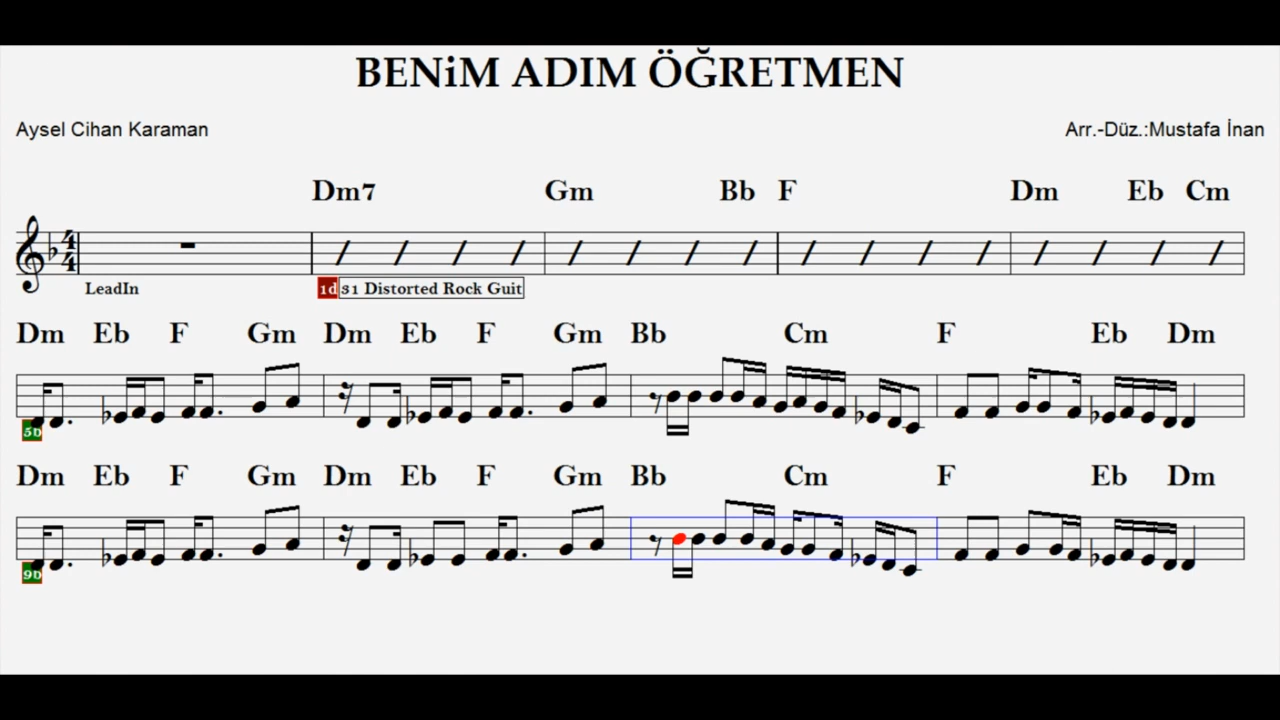 BENiM ADIM ÖĞRETMEN
Aysel Cihan Karaman Arr.-Düz.:Mustafa İnan
Dm7 Gm Bb F Dm Eb Cm
4
4
LeadIn 1d 31 Distorted Rock Guit
Dm Eb F Gm Dm Eb F Gm Bb Cm F Eb Dm
5b
Dm Eb F Gm Dm Eb F Gm Bb Cm F Eb Dm
9b